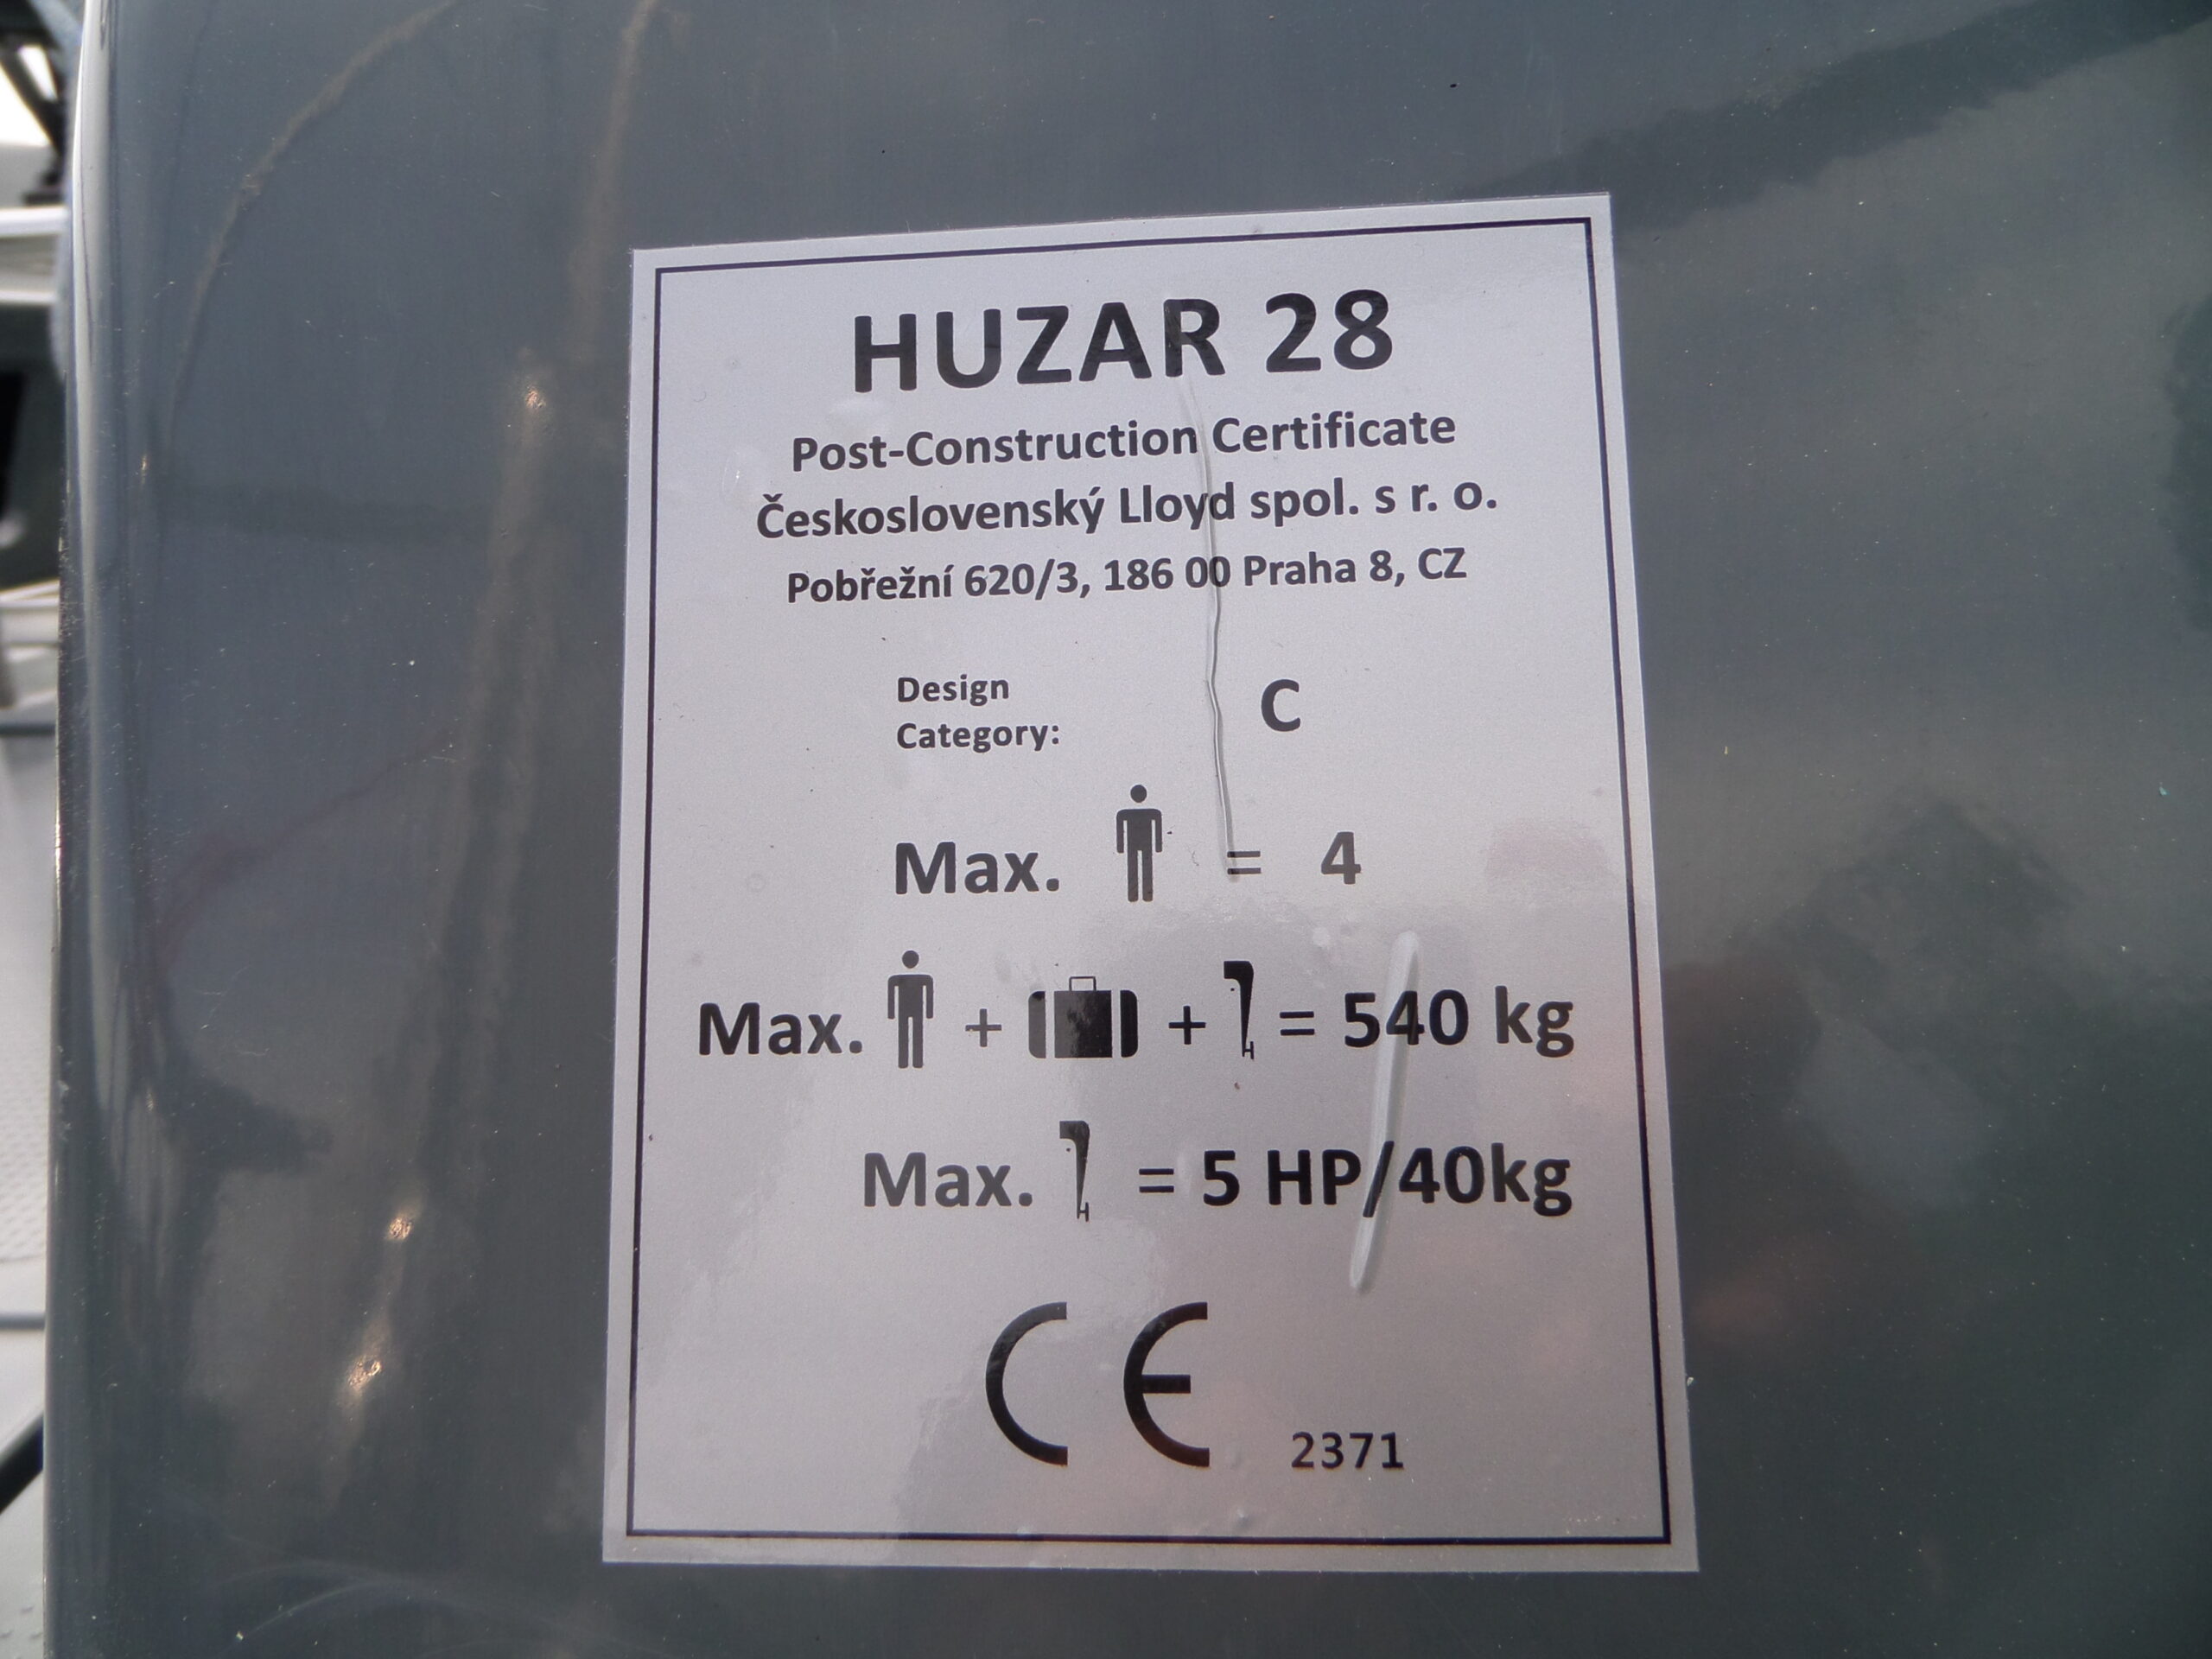 HUZAR 28
Post-Construction Certificate
Československý Lloyd spol. s r. o.
Pobřežní 620/3, 186 00 Praha 8, CZ
Design
Category: C
Max. = 4
Max. + + = 540 kg
Max. = 5 HP/40kg
CE 2371